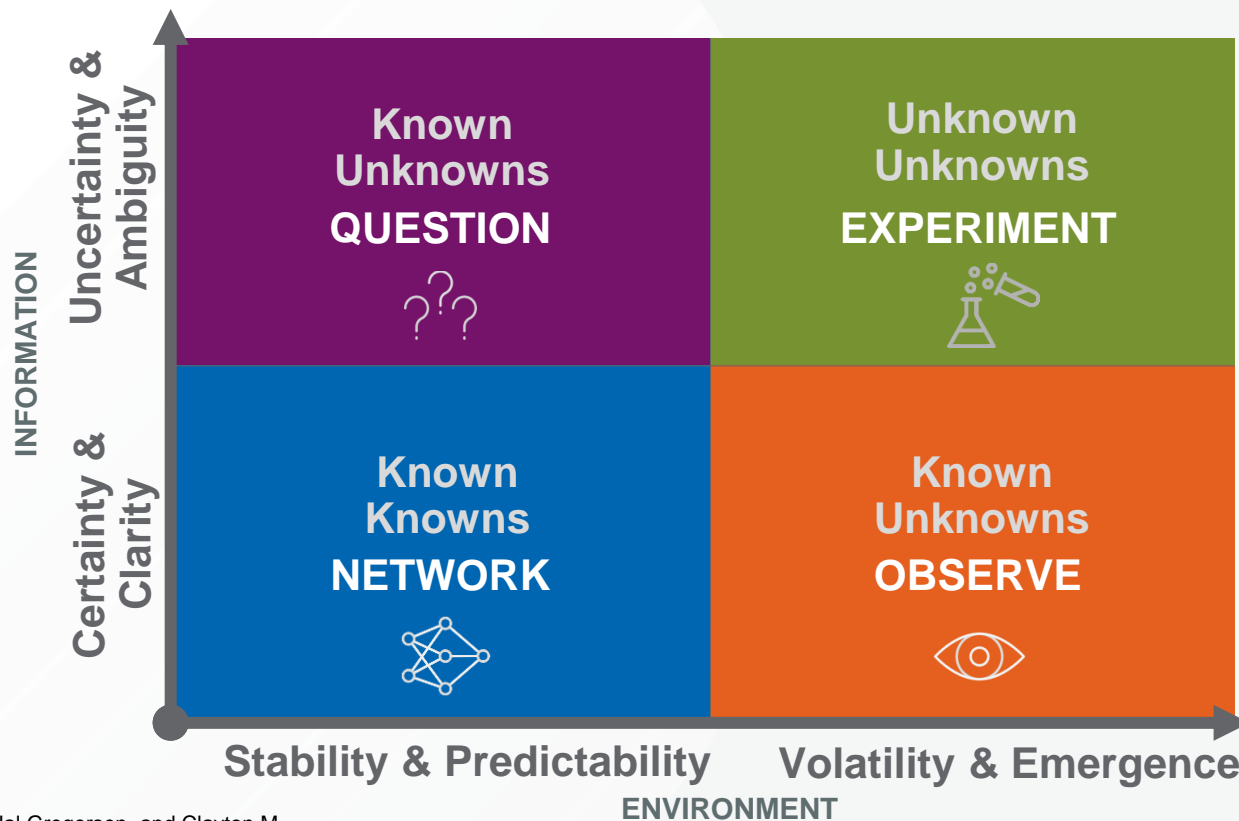 INFORMATION
Uncertainty &
Ambiguity
Known
Unknowns
QUESTION
???
Unknown
Unknowns
EXPERIMENT
Certainty &
Clarity
Known
Knowns
NETWORK
Known
Unknowns
OBSERVE
Stability & Predictability
Volatility & Emergence
ENVIRONMENT
Gregersen, and Clayton M.